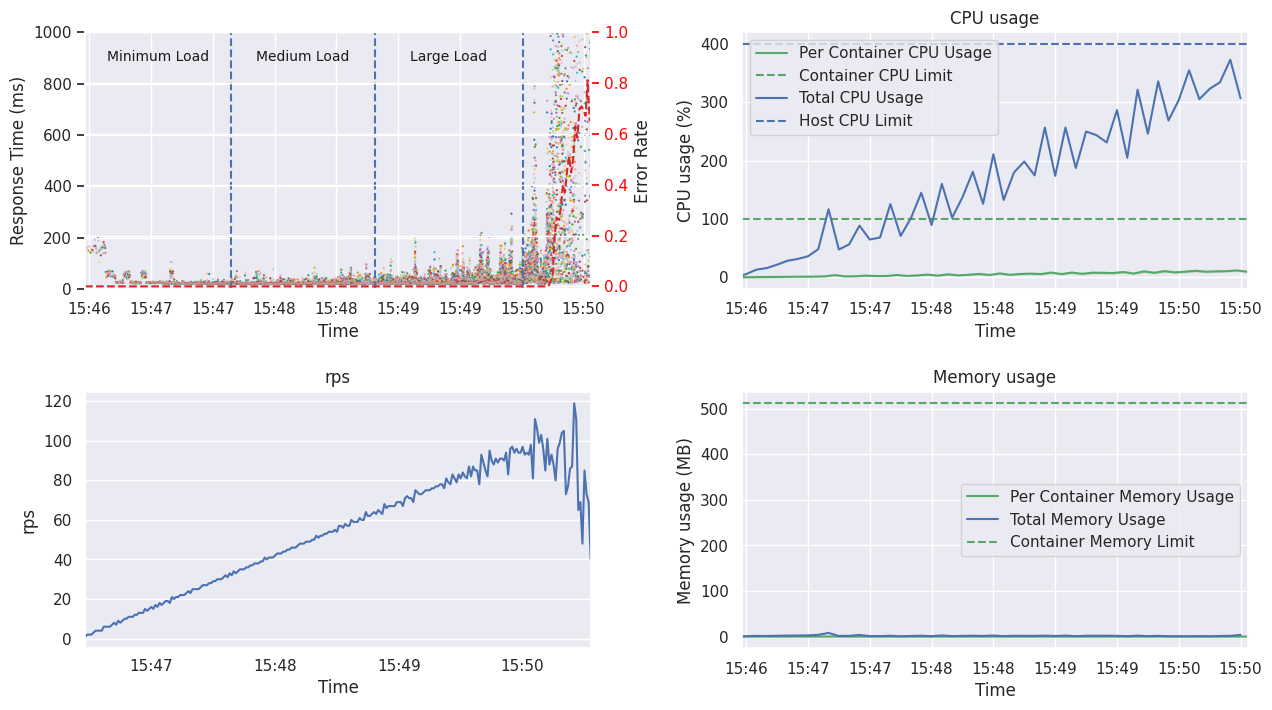 1000
800
600
400
200
0
Response Time (ms)
Minimum Load
Medium Load
Large Load
1.0
0.8
0.6
0.4
0.2
0.0
Error Rate
15:46 15:47 15:47 15:48 15:48 15:49 15:49 15:50 15:50
Time
CPU usage
400
300
200
100
0
CPU usage (%)
Per Container CPU Usage
Container CPU Limit
Total CPU Usage
Host CPU Limit
15:46 15:47 15:47 15:48 15:48 15:49 15:49 15:50 15:50
Time
rps
120
100
80
60
40
20
0
rps
15:47 15:48 15:49 15:50
Time
Memory usage
500
400
300
200
100
0
Memory usage (MB)
Per Container Memory Usage
Total Memory Usage
Container Memory Limit
15:46 15:47 15:47 15:48 15:48 15:49 15:49 15:50 15:50
Time